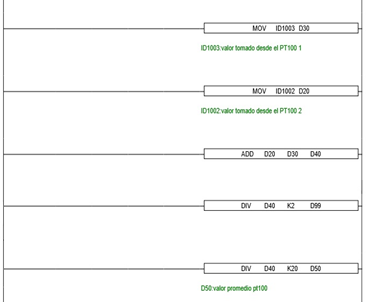 MOV ID1003 D30
ID1003:valor tomado desde el PT100 1
MOV ID1002 D20
ID1002:valor tomado desde el PT100 2
ADD D20 D30 D40
DIV D40 K2 D99
DIV D40 K20 D50
D50:valor promedio pt100